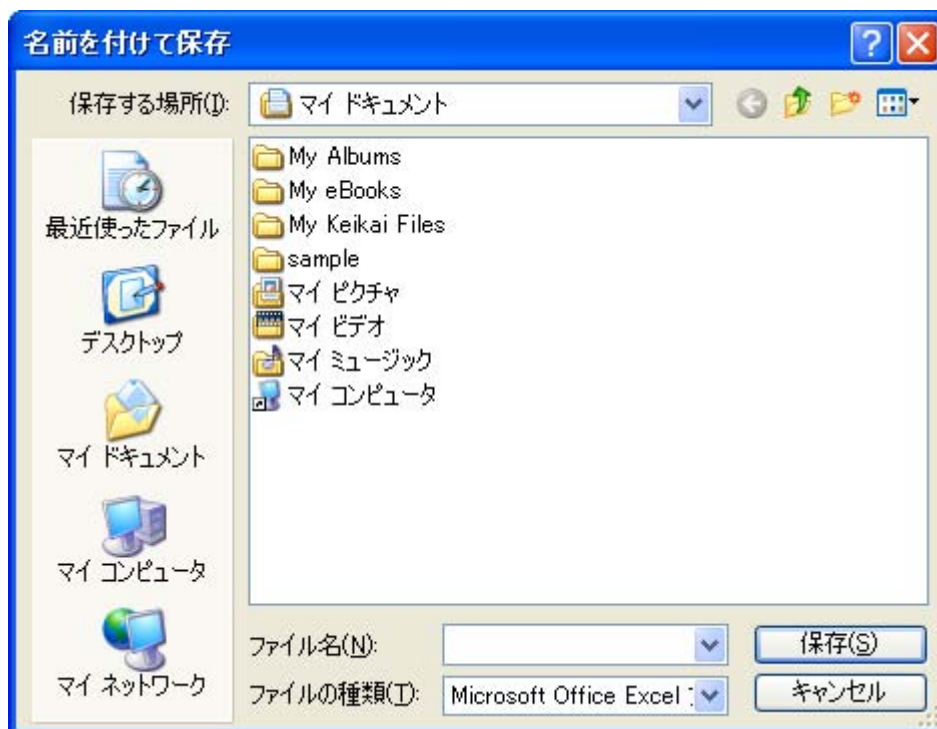 名前を付けて保存
保存する場所(I):
マイ ドキュメント
最近使ったファイル
デスクトップ
マイ ドキュメント
マイ コンピュータ
マイ ネットワーク
My Albums
My eBooks
My Keikai Files
sample
マイ ピクチャ
マイ ビデオ
マイ ミュージック
マイ コンピュータ
ファイル名(N):
保存(S)
ファイルの種類(T):
Microsoft Office Excel
キャンセル